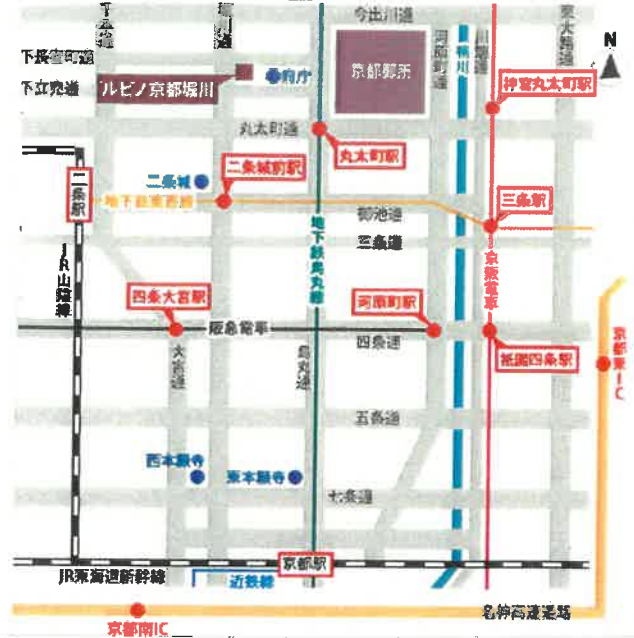 今出川通
N
京都御所
府庁
ルビノ京都堀川
下立売通
神宮丸太町駅
丸太町通
丸太町駅
二条城
二条城前駅
二条駅
地下鉄東西線
御池通
三条駅
三条通
地下鉄烏丸線
JR山陰線
京阪電車
四条大宮駅
河原町駅
阪急電車
四条通
祇園四条駅
京都東IC
大宮通
烏丸通
五条通
西本願寺
東本願寺
七条通
京都駅
JR東海道新幹線
近鉄線
名神高速道路
京都南IC